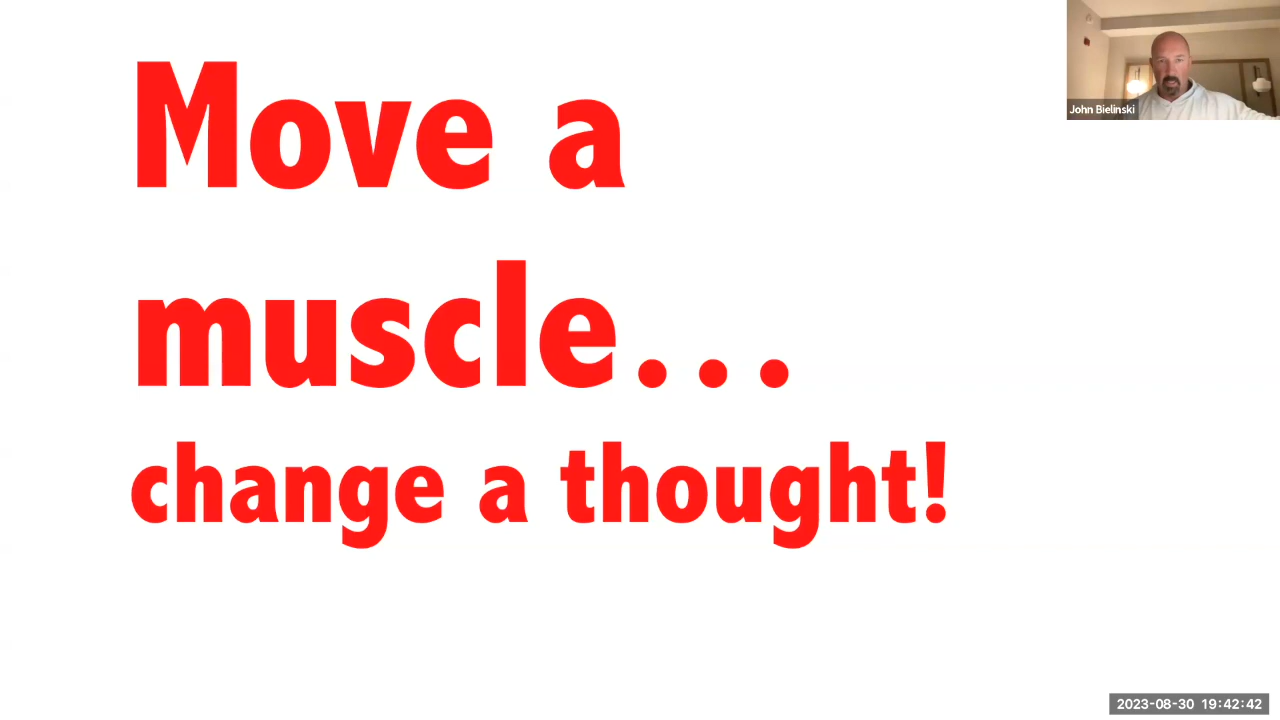 Move a
muscle...
change a thought!
John Bielinski
2023-08-30 19:42:42